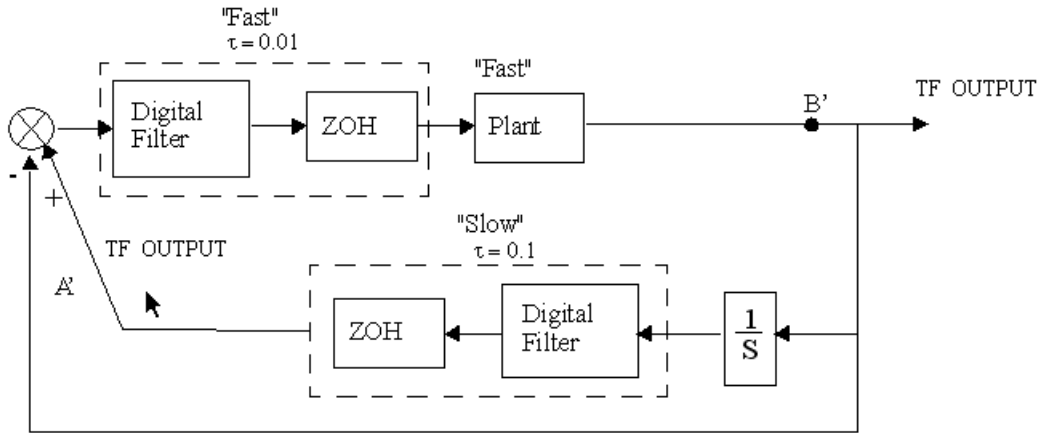 "Fast"
τ = 0.01
"Fast"
TF OUTPUT
B'
Digital
Filter
ZOH
Plant
-
+
"Slow"
τ = 0.1
TF OUTPUT
A'
ZOH
Digital
Filter
1
S